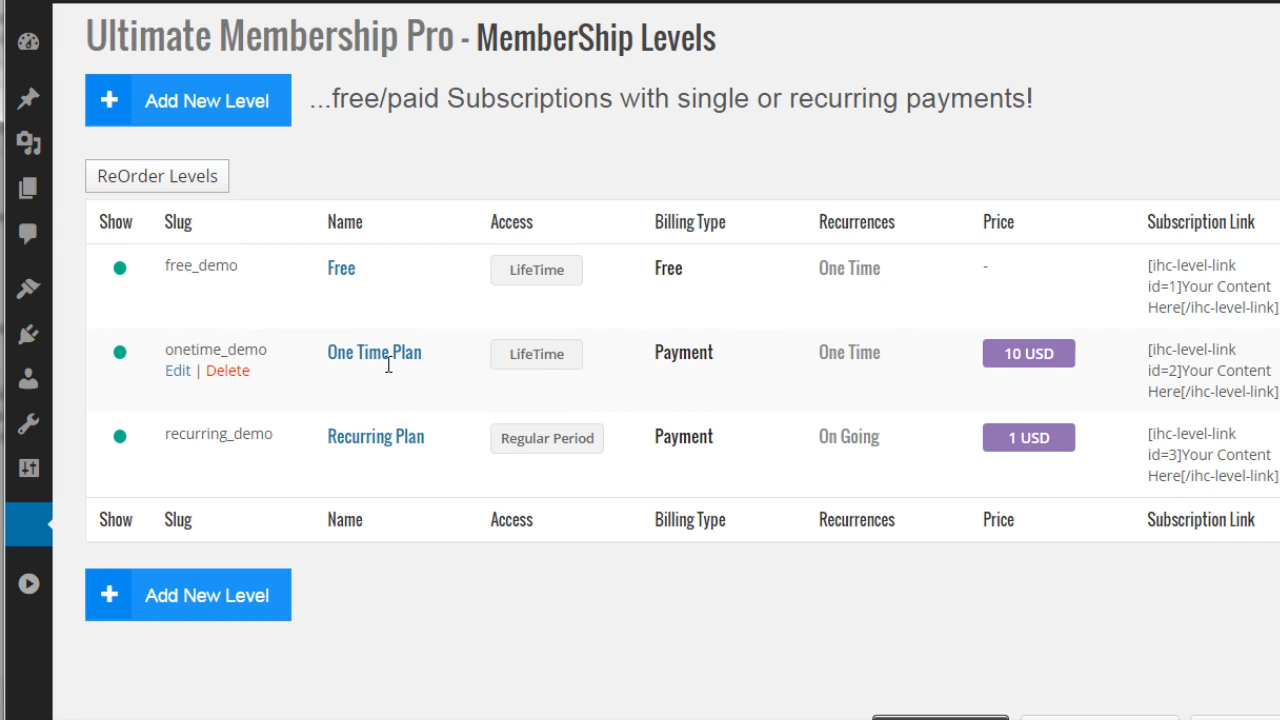 Ultimate Membership Pro - MemberShip Levels
Add New Level ...free/paid Subscriptions with single or recurring payments!
ReOrder Levels
Show Slug Name Access Billing Type Recurrences Price Subscription Link
free_demo Free LifeTime Free One Time - [ihc-level-link
id=1]Your Content
Here[/ihc-level-link]
onetime_demo One Time Plan LifeTime Payment One Time 10 USD [ihc-level-link
Edit | Delete id=2]Your Content
Here[/ihc-level-link]
recurring_demo Recurring Plan Regular Period Payment On Going 1 USD [ihc-level-link
id=3]Your Content
Here[/ihc-level-link]
Show Slug Name Access Billing Type Recurrences Price Subscription Link
Add New Level